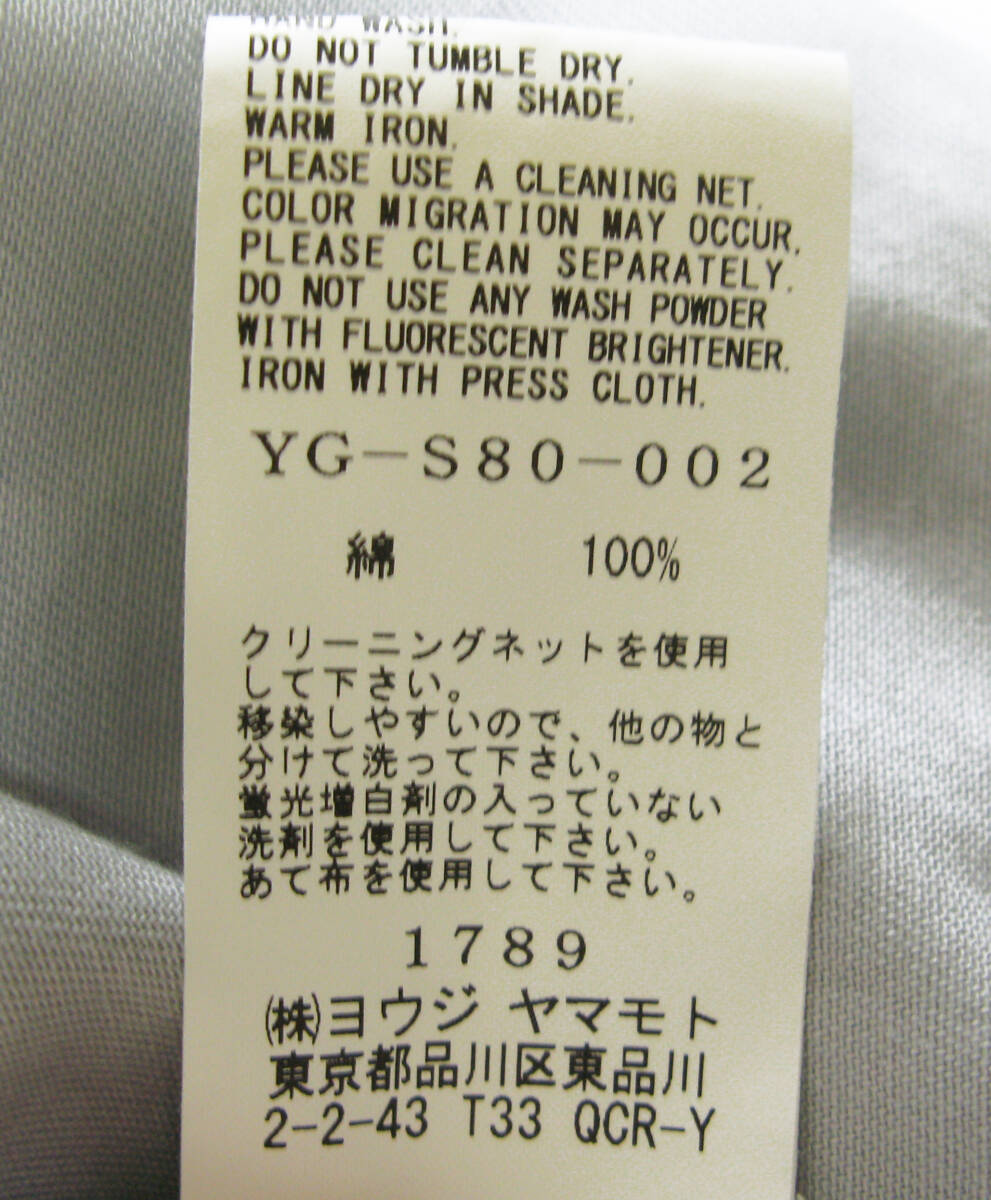 HAND WASH.
DO NOT TUMBLE DRY.
LINE DRY IN SHADE.
WARM IRON.
PLEASE USE A CLEANING NET.
COLOR MIGRATION MAY OCCUR.
PLEASE CLEAN SEPARATELY.
DO NOT USE ANY WASH POWDER
WITH FLUORESCENT BRIGHTENER.
IRON WITH PRESS CLOTH.
YG-S80-002
綿 100%
クリーニングネットを使用
して下さい。
移染しやすいので、他の物と
分けて洗って下さい。
蛍光増白剤の入っていない
洗剤を使用して下さい。
あて布を使用して下さい。
1789
㈱ヨウジ ヤマモト
東京都品川区東品川
2-2-43 T33 QCR-Y